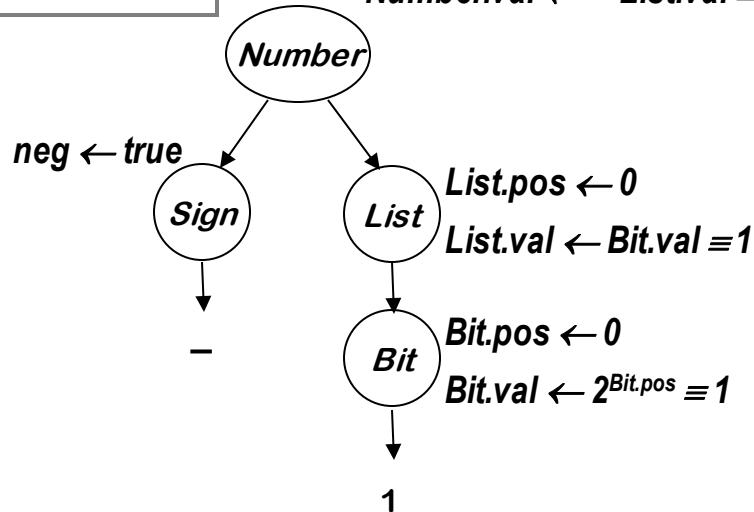 Number
neg ← true
Sign
List
List.pos ← 0
List.val ← Bit.val ≡ 1
–
Bit
Bit.pos ← 0
Bit.val ← 2^Bit.pos ≡ 1
1